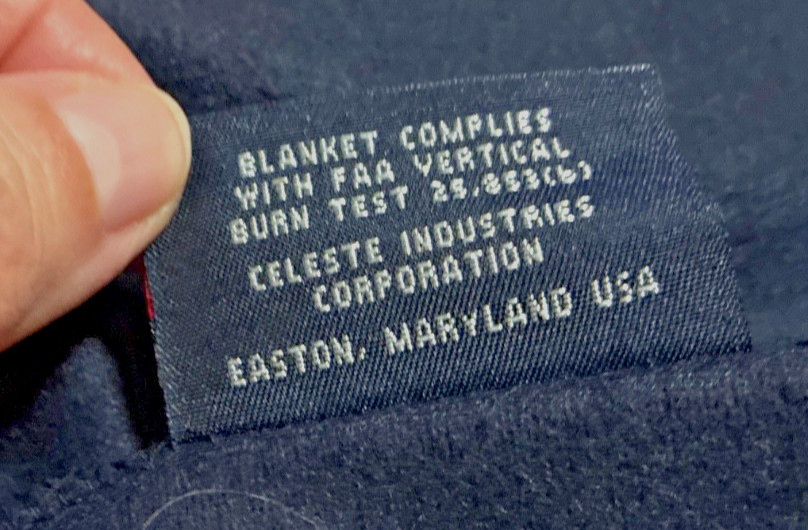 BLANKET COMPLIES
WITH FAA VERTICAL
BURN TEST 25.853(b)
CELESTE INDUSTRIES
CORPORATION
EASTON, MARYLAND USA